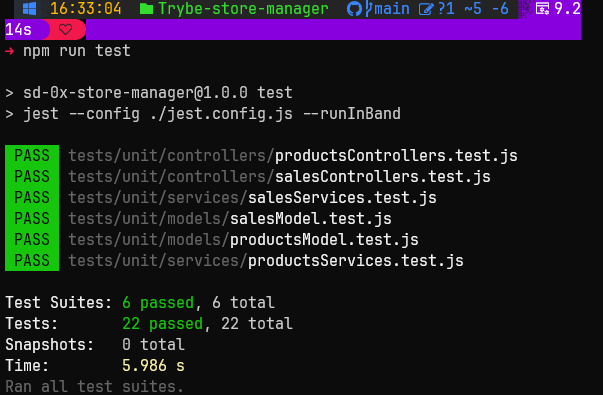 16:33:04 Trybe-store-manager main ?1 ~5 -6 9.2
14s
→ npm run test
> sd-0x-store-manager@1.0.0 test
> jest --config ./jest.config.js --runInBand
PASS tests/unit/controllers/productsControllers.test.js
PASS tests/unit/controllers/salesControllers.test.js
PASS tests/unit/services/salesServices.test.js
PASS tests/unit/models/salesModel.test.js
PASS tests/unit/models/productsModel.test.js
PASS tests/unit/services/productsServices.test.js
Test Suites: 6 passed, 6 total
Tests: 22 passed, 22 total
Snapshots: 0 total
Time: 5.986 s
Ran all test suites.